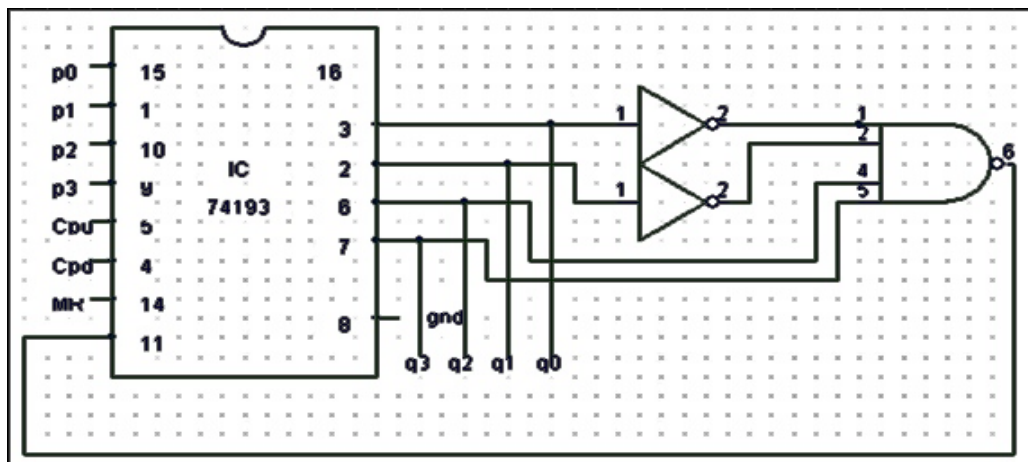 p0 15 16
p1 1 3
p2 10 2
p3 9 6
Cpu 5 7
Cpd 4
MR 14 8 gnd
11
IC
74193
q3 q2 q1 q0
1 2
1 2
1
2
4
5
6